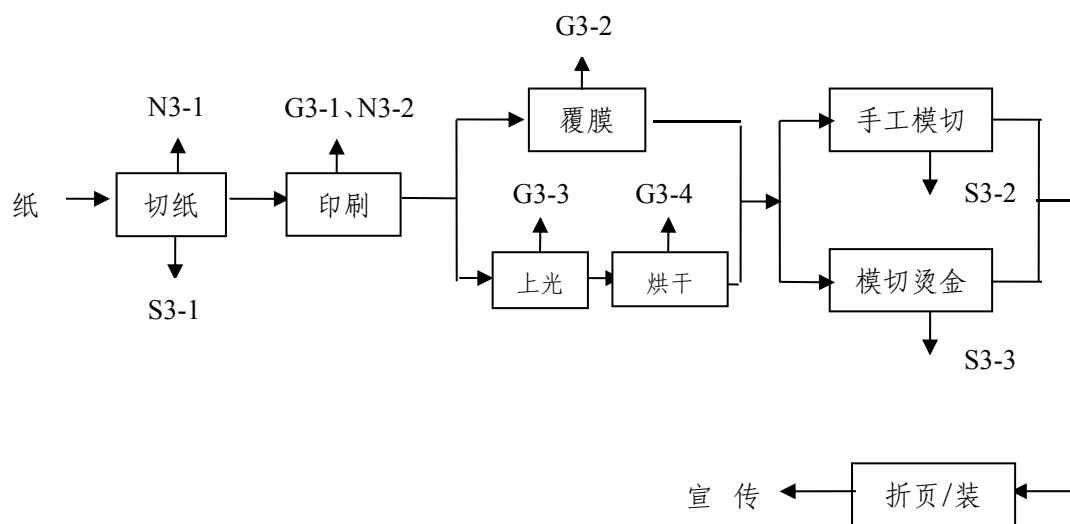 G3-2
N3-1
G3-1、N3-2
覆膜
手工模切
纸
切纸
印刷
G3-3
G3-4
S3-2
上光
烘干
模切烫金
S3-1
S3-3
宣 传
折页/装